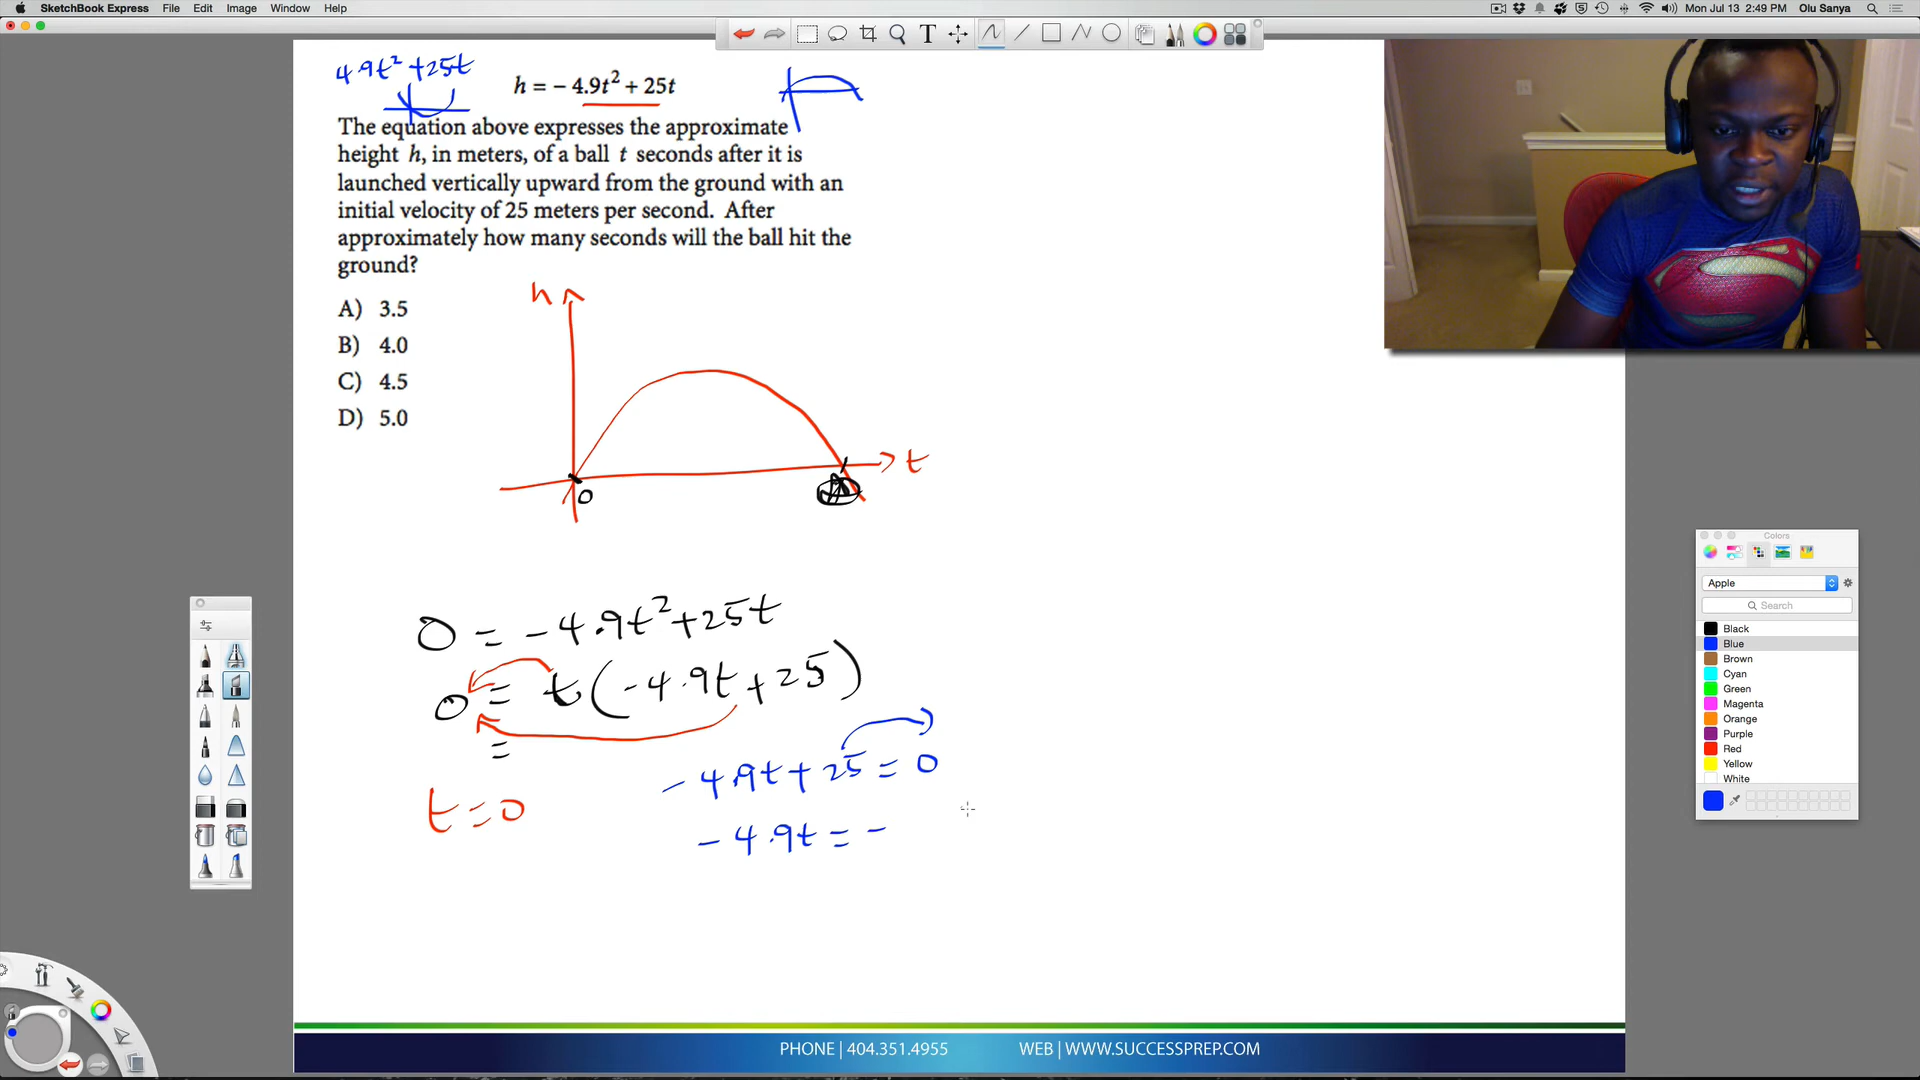 SketchBook Express File Edit Image Window Help Mon Jul 13 2:49 PM Olu Sanya
T
4.9t² + 25t
h = − 4.9t² + 25t
The equation above expresses the approximate
height h, in meters, of a ball t seconds after it is
launched vertically upward from the ground with an
initial velocity of 25 meters per second. After
approximately how many seconds will the ball hit the
ground?
A) 3.5
B) 4.0
C) 4.5
D) 5.0
h
t
0
0 = -4.9t² + 25t
0 = t(-4.9t + 25)
=
t = 0
-4.9t + 25 = 0
-4.9t = -
Colors
Apple
Search
Black
Blue
Brown
Cyan
Green
Magenta
Orange
Purple
Red
Yellow
White
PHONE | 404.351.4955 WEB | WWW.SUCCESSPREP.COM